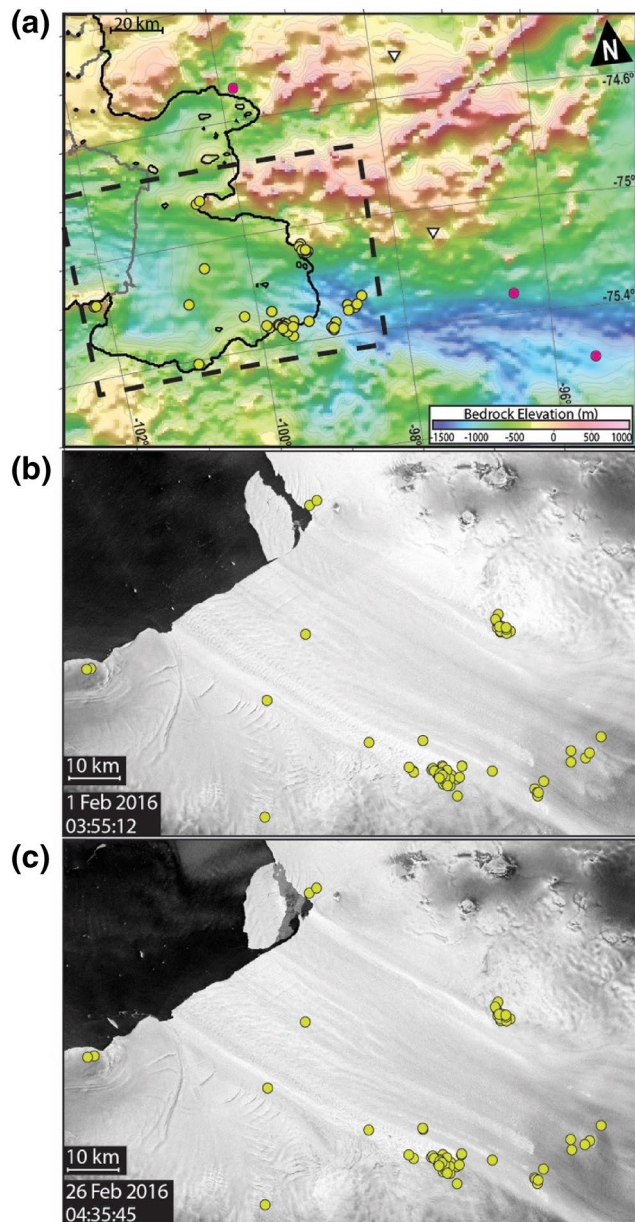 (a)
20 km
N
-74.6°
-75°
-75.4°
-102°
-100°
-98°
-96°
Bedrock Elevation (m)
-1500 -1000 -500 0 500 1000
(b)
10 km
1 Feb 2016
03:55:12
(c)
10 km
26 Feb 2016
04:35:45